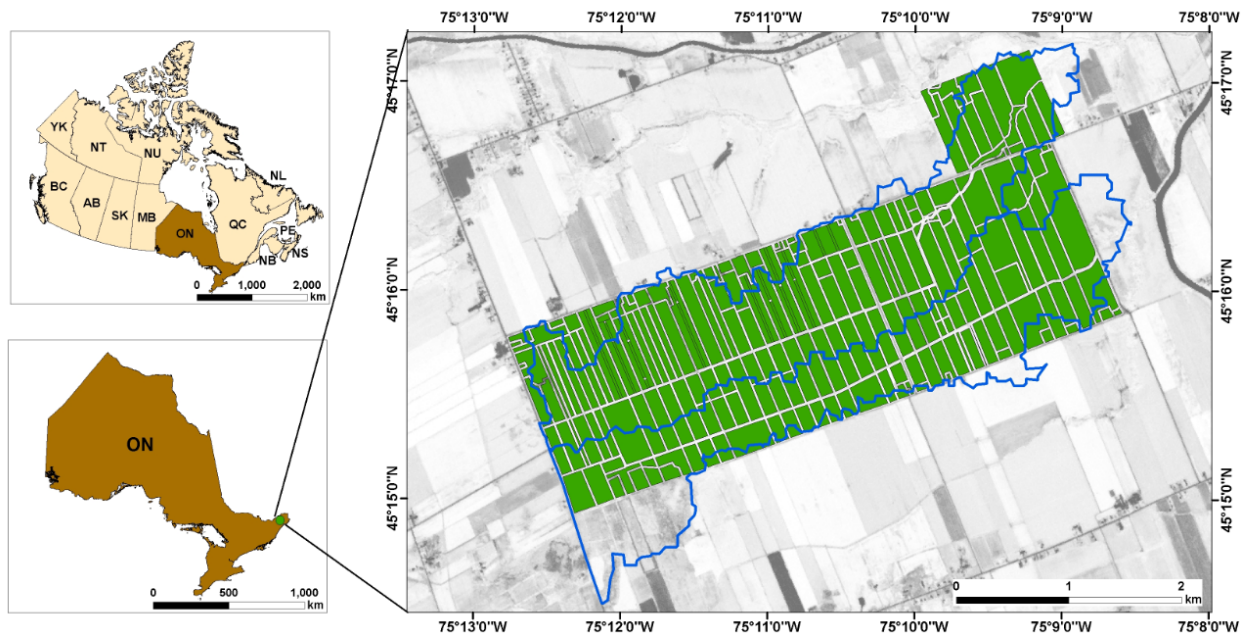 YK
NT
NU
BC
AB
SK
MB
ON
QC
NL
PE
NB
NS
0 1,000 2,000
km
ON
0 500 1,000
km
75°13'0"W 75°12'0"W 75°11'0"W 75°10'0"W 75°9'0"W 75°8'0"W
45°17'0"N 45°17'0"N
45°16'0"N 45°16'0"N
45°15'0"N 45°15'0"N
0 1 2
km
75°13'0"W 75°12'0"W 75°11'0"W 75°10'0"W 75°9'0"W 75°8'0"W